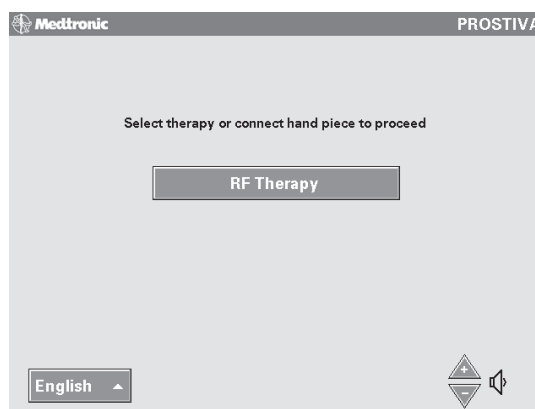 Medtronic
PROSTIVA
Select therapy or connect hand piece to proceed
RF Therapy
English
+
-